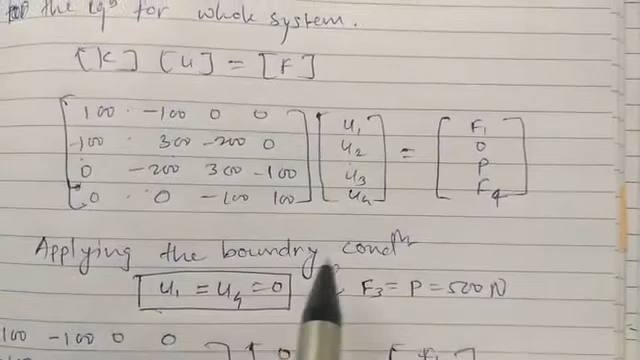 the eqn for whole system.
[K] [u] = [F]
100 -100 0 0 u1 F1
-100 300 -200 0 u2 = 0
0 -200 300 -100 u3 P
0 0 -100 100 u4 F4
Applying the boundry condn
u1 = u4 = 0 F3 = P = 500 N
100 -100 0 0 0